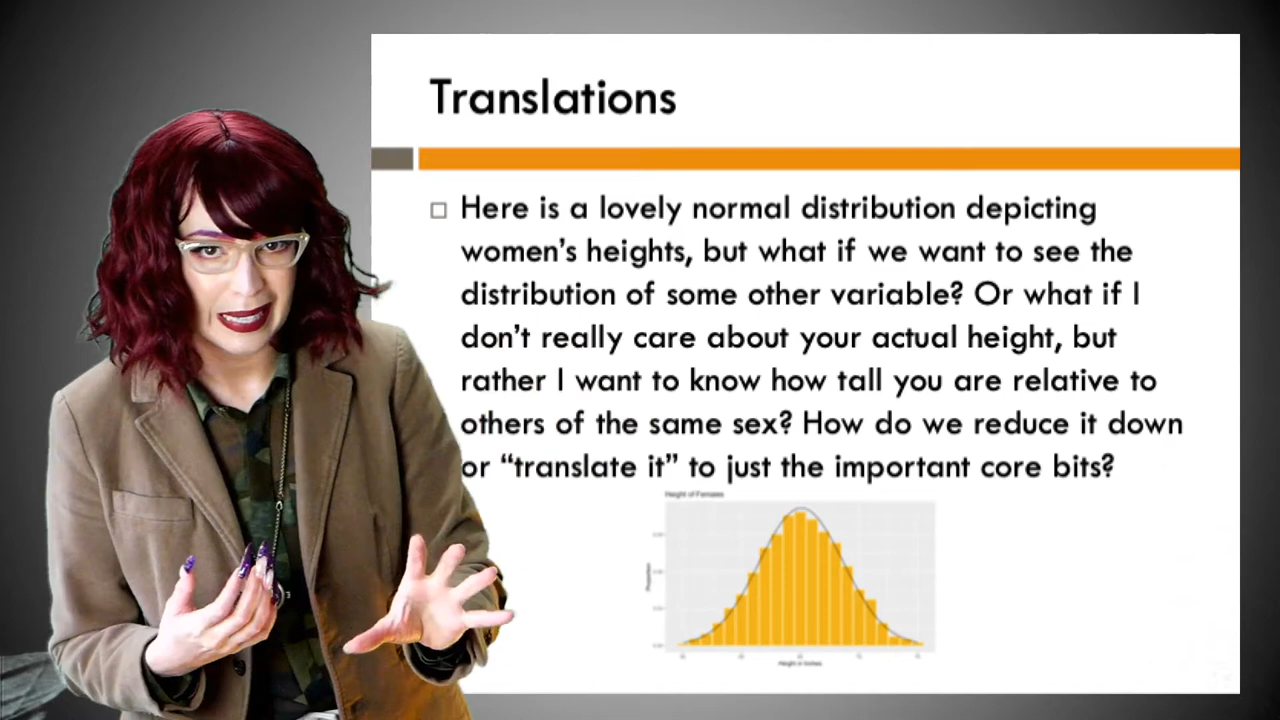 Translations
Here is a lovely normal distribution depicting
women's heights, but what if we want to see the
distribution of some other variable? Or what if I
don't really care about your actual height, but
rather I want to know how tall you are relative to
others of the same sex? How do we reduce it down
or “translate it” to just the important core bits?
Height of Females
Proportion
Height in Inches